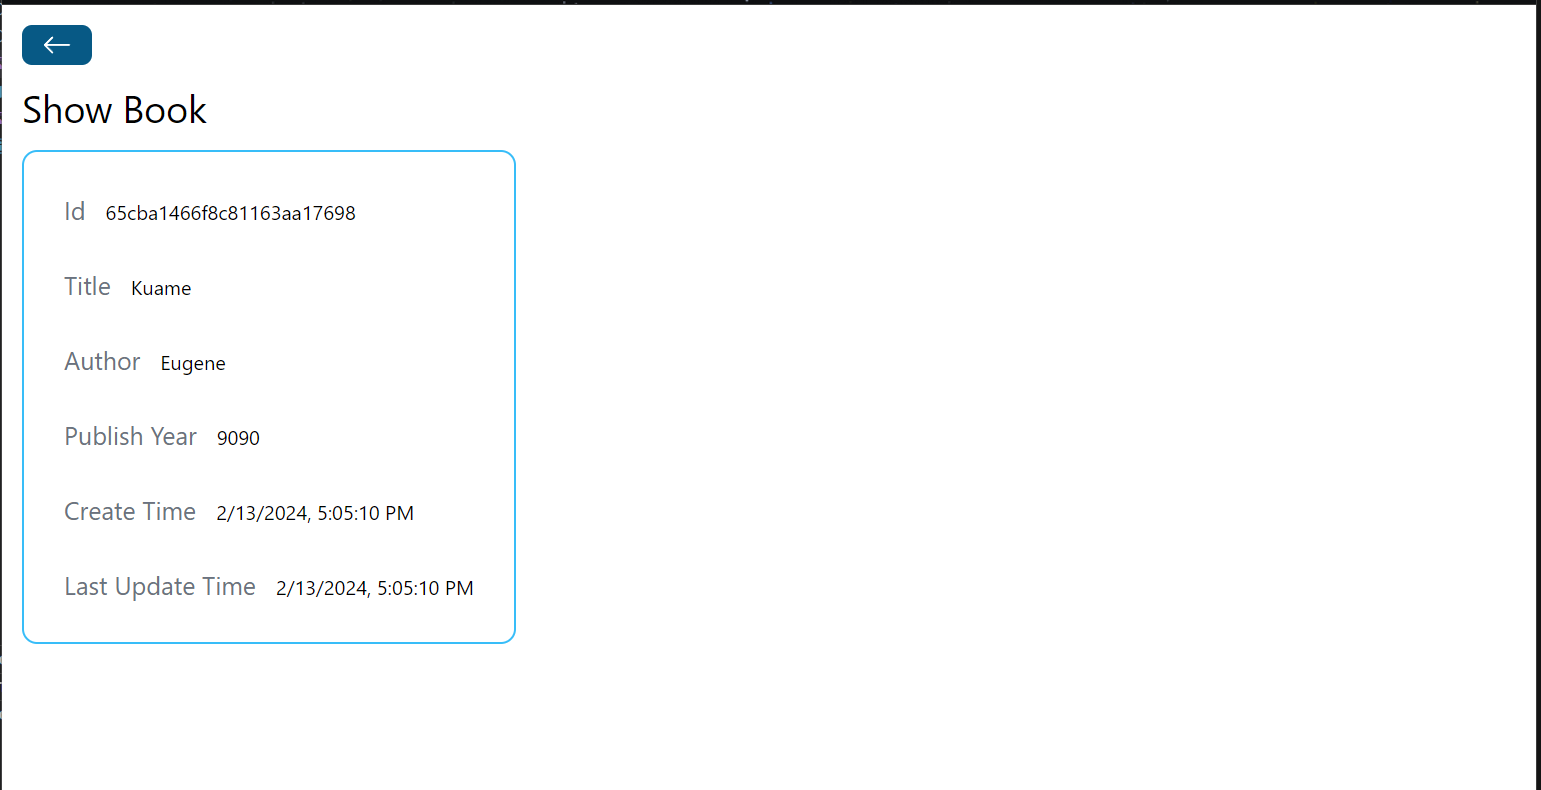 Show Book
Id 65cba1466f8c81163aa17698
Title Kuame
Author Eugene
Publish Year 9090
Create Time 2/13/2024, 5:05:10 PM
Last Update Time 2/13/2024, 5:05:10 PM